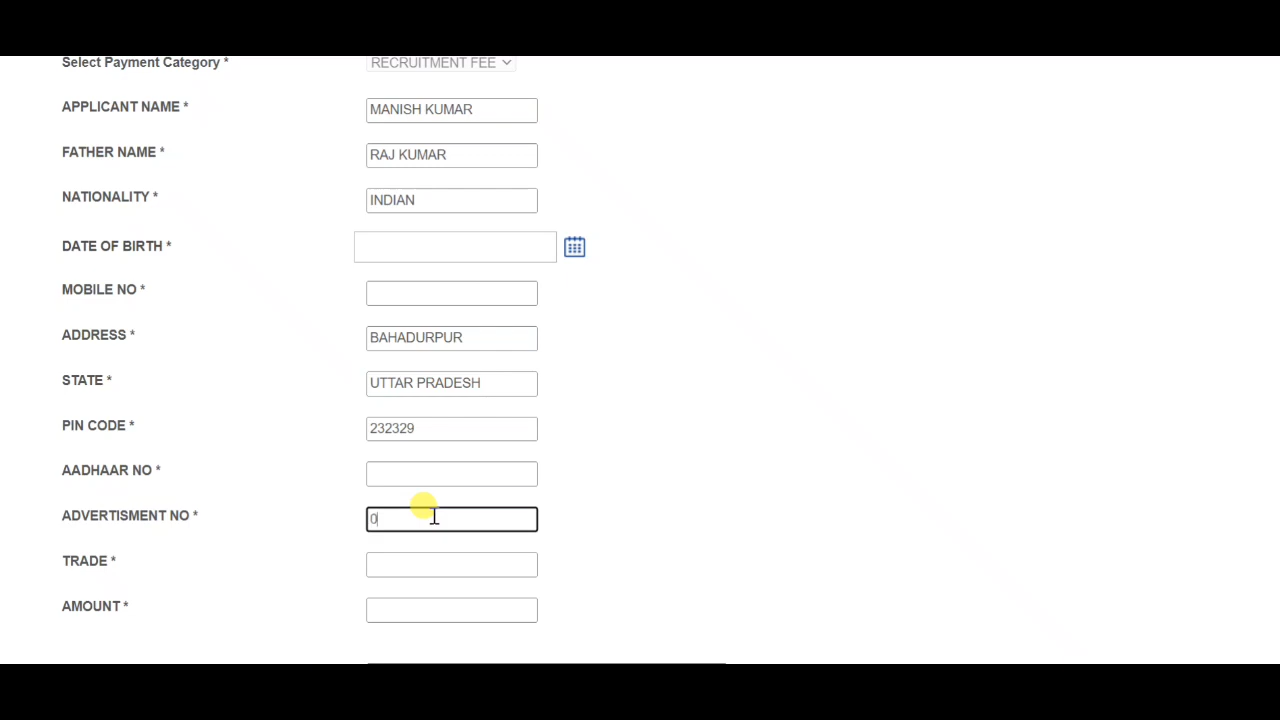 Select Payment Category * RECRUITMENT FEE
APPLICANT NAME * MANISH KUMAR
FATHER NAME * RAJ KUMAR
NATIONALITY * INDIAN
DATE OF BIRTH *
MOBILE NO *
ADDRESS * BAHADURPUR
STATE * UTTAR PRADESH
PIN CODE * 232329
AADHAAR NO *
ADVERTISMENT NO * 0
TRADE *
AMOUNT *